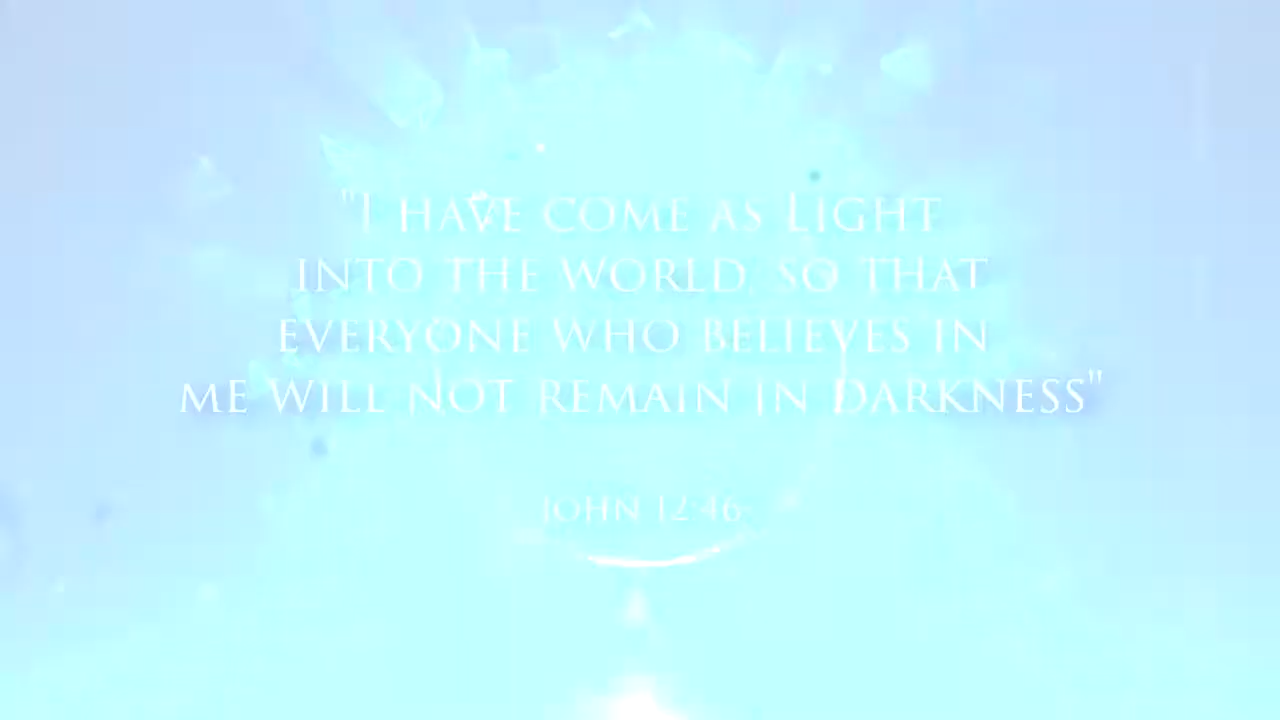 "I HAVE COME AS LIGHT
INTO THE WORLD, SO THAT
EVERYONE WHO BELIEVES IN
ME WILL NOT REMAIN IN DARKNESS"
JOHN 12:46